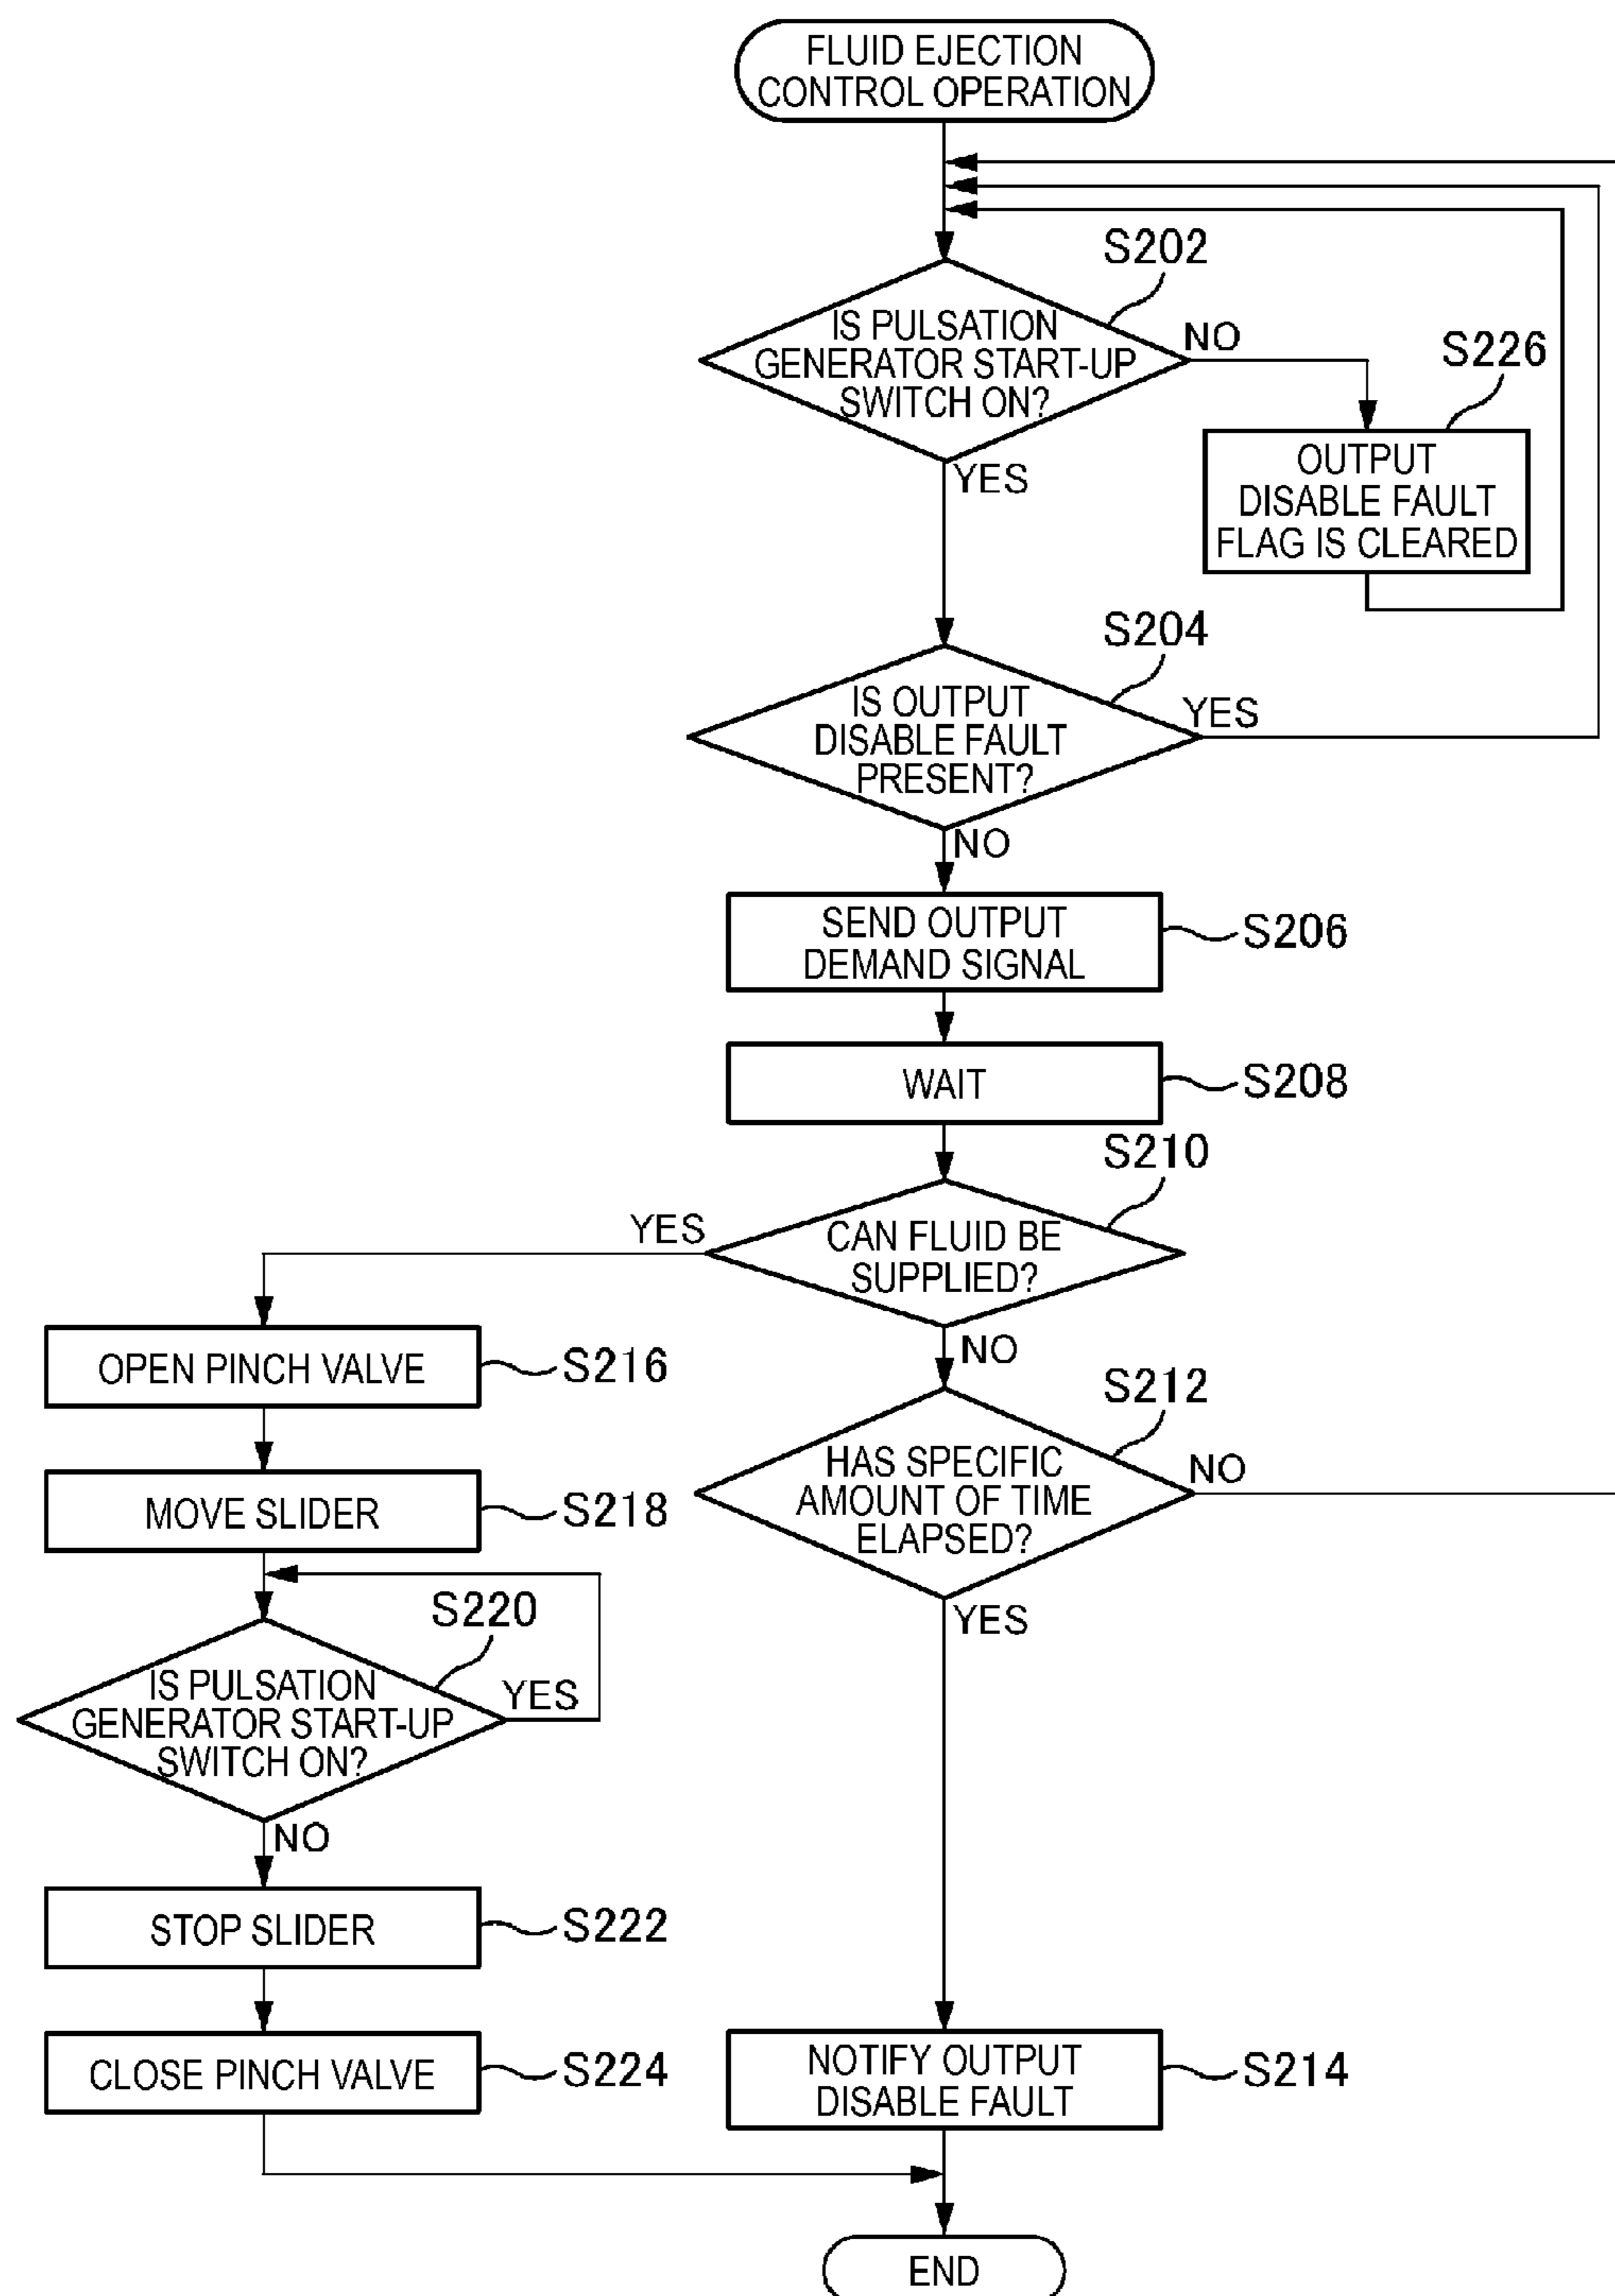 FLUID EJECTION
CONTROL OPERATION
S202
IS PULSATION
GENERATOR START-UP
SWITCH ON?
NO
YES
S226
OUTPUT
DISABLE FAULT
FLAG IS CLEARED
S204
IS OUTPUT
DISABLE FAULT
PRESENT?
YES
NO
SEND OUTPUT
DEMAND SIGNAL
S206
WAIT
S208
S210
CAN FLUID BE
SUPPLIED?
YES
NO
OPEN PINCH VALVE
S216
MOVE SLIDER
S218
S220
IS PULSATION
GENERATOR START-UP
SWITCH ON?
YES
NO
STOP SLIDER
S222
CLOSE PINCH VALVE
S224
S212
HAS SPECIFIC
AMOUNT OF TIME
ELAPSED?
NO
YES
NOTIFY OUTPUT
DISABLE FAULT
S214
END